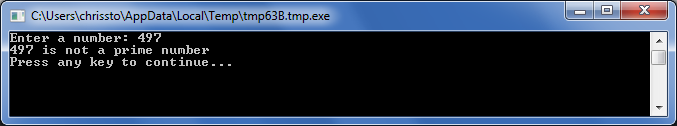 C:\Users\chrissto\AppData\Local\Temp\tmp63B.tmp.exe
Enter a number: 497
497 is not a prime number
Press any key to continue...